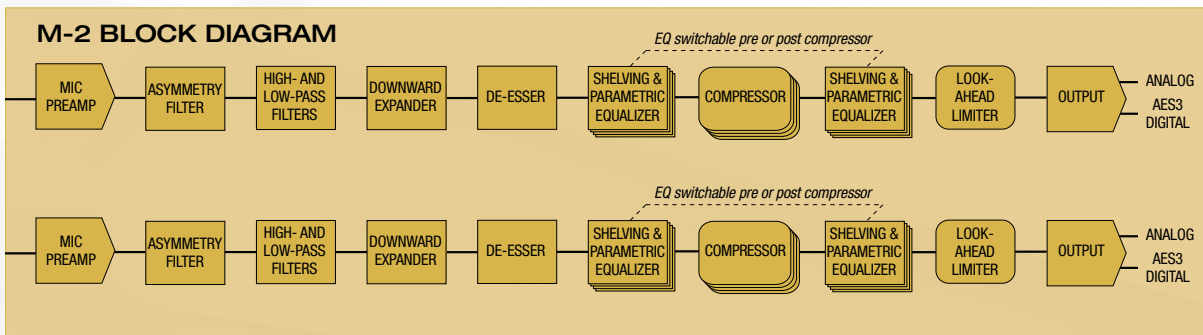 M-2 BLOCK DIAGRAM
EQ switchable pre or post compressor
MIC
PREAMP
ASYMMETRY
FILTER
HIGH- AND
LOW-PASS
FILTERS
DOWNWARD
EXPANDER
DE-ESSER
SHELVING &
PARAMETRIC
EQUALIZER
COMPRESSOR
SHELVING &
PARAMETRIC
EQUALIZER
LOOK-
AHEAD
LIMITER
OUTPUT
ANALOG
AES3
DIGITAL
EQ switchable pre or post compressor
MIC
PREAMP
ASYMMETRY
FILTER
HIGH- AND
LOW-PASS
FILTERS
DOWNWARD
EXPANDER
DE-ESSER
SHELVING &
PARAMETRIC
EQUALIZER
COMPRESSOR
SHELVING &
PARAMETRIC
EQUALIZER
LOOK-
AHEAD
LIMITER
OUTPUT
ANALOG
AES3
DIGITAL